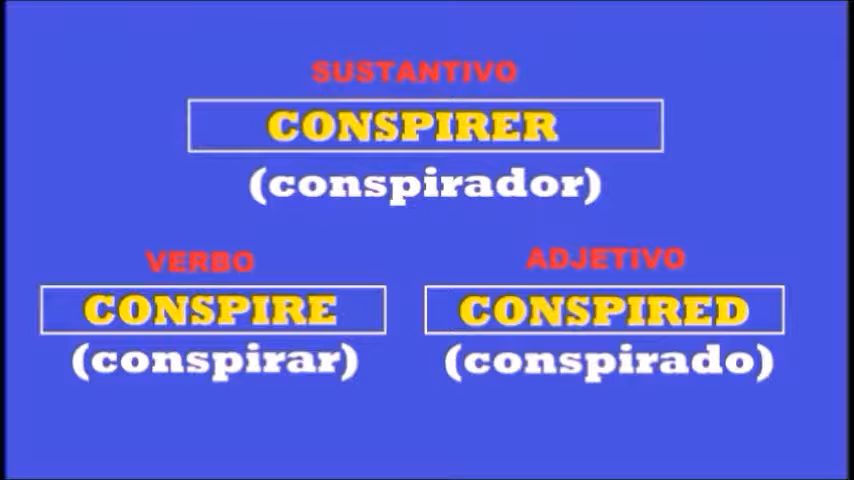 SUSTANTIVO
CONSPIRER
(conspirador)
VERBO
CONSPIRE
(conspirar)
ADJETIVO
CONSPIRED
(conspirado)